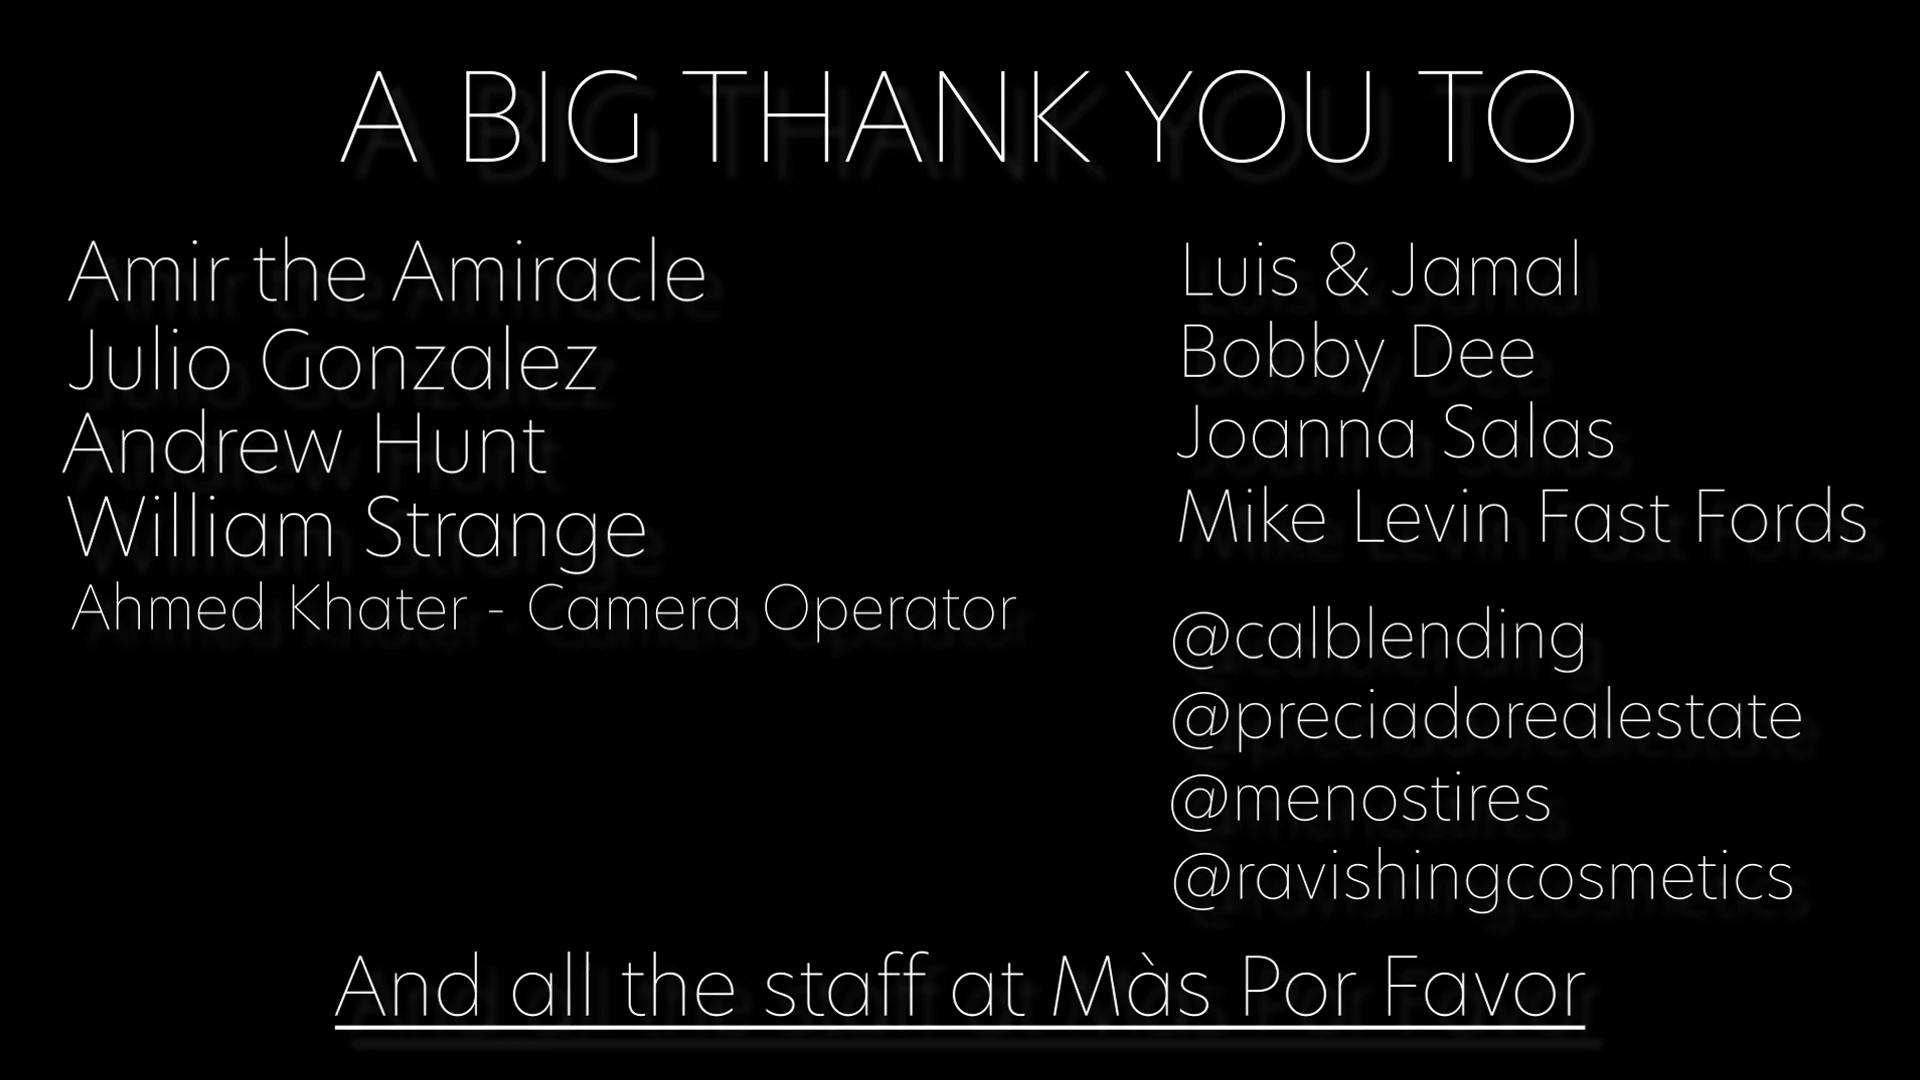 A BIG THANK YOU TO
Amir the Amiracle
Julio Gonzalez
Andrew Hunt
William Strange
Ahmed Khater - Camera Operator
Luis & Jamal
Bobby Dee
Joanna Salas
Mike Levin Fast Fords
@calblending
@preciadorealestate
@menostires
@ravishingcosmetics
And all the staff at Màs Por Favor